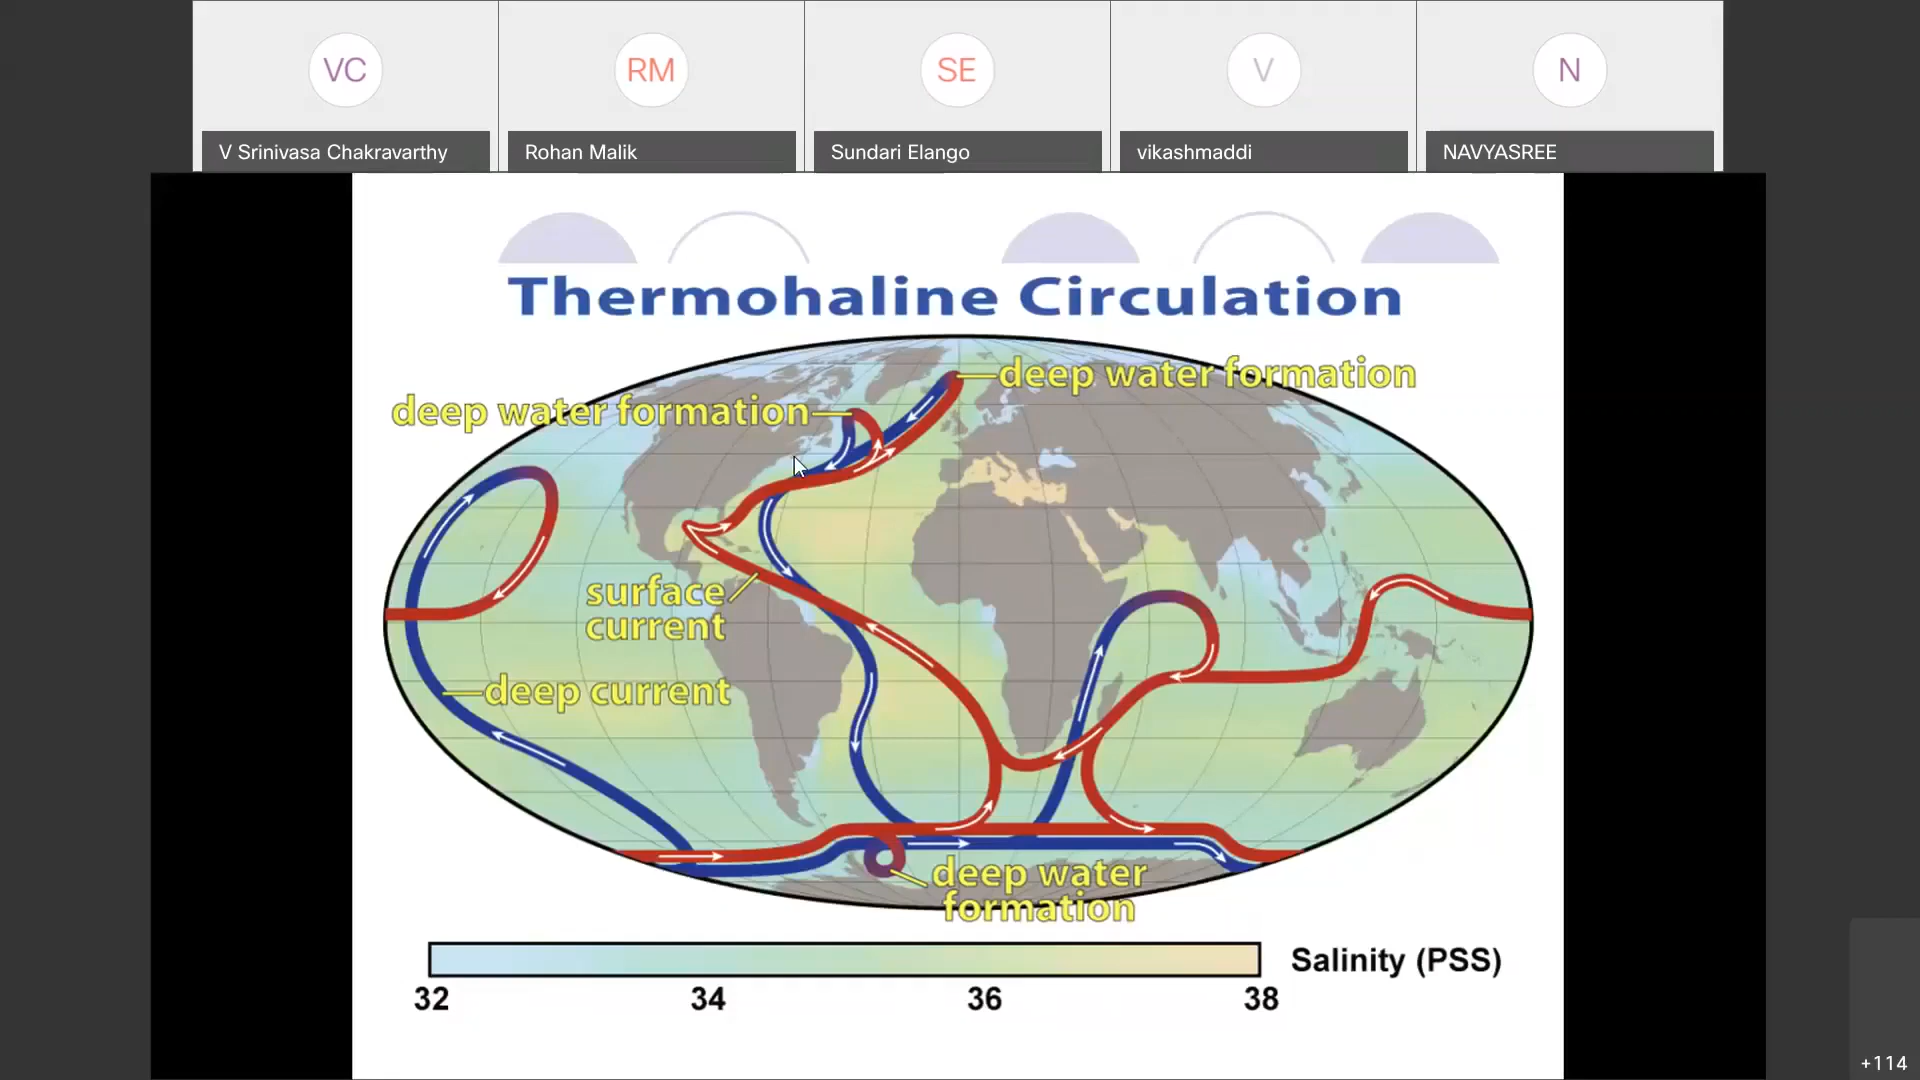 VC
RM
SE
V
N
V Srinivasa Chakravarthy
Rohan Malik
Sundari Elango
vikashmaddi
NAVYASREE
Thermohaline Circulation
deep water formation
deep water formation
surface
current
deep current
deep water
formation
Salinity (PSS)
32
34
36
38
+114